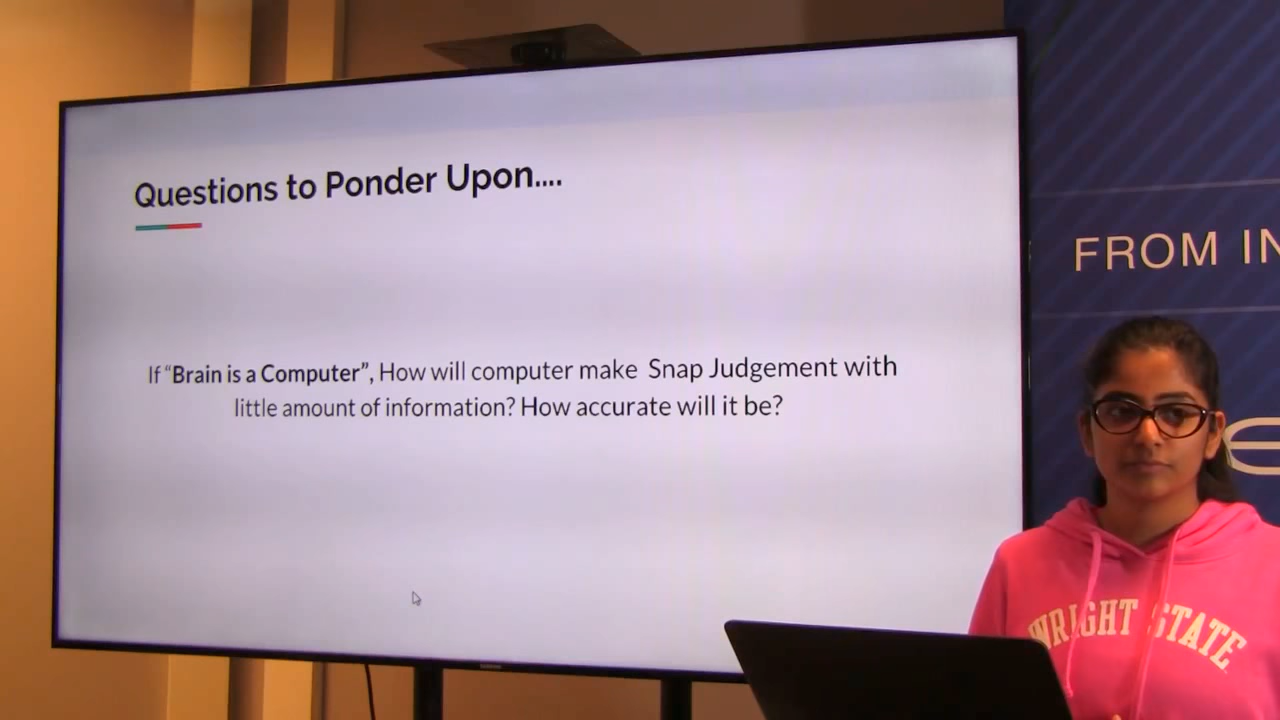 Questions to Ponder Upon....
If “Brain is a Computer”, How will computer make Snap Judgement with
little amount of information? How accurate will it be?
FROM IN
WRIGHT STATE
SAMSUNG